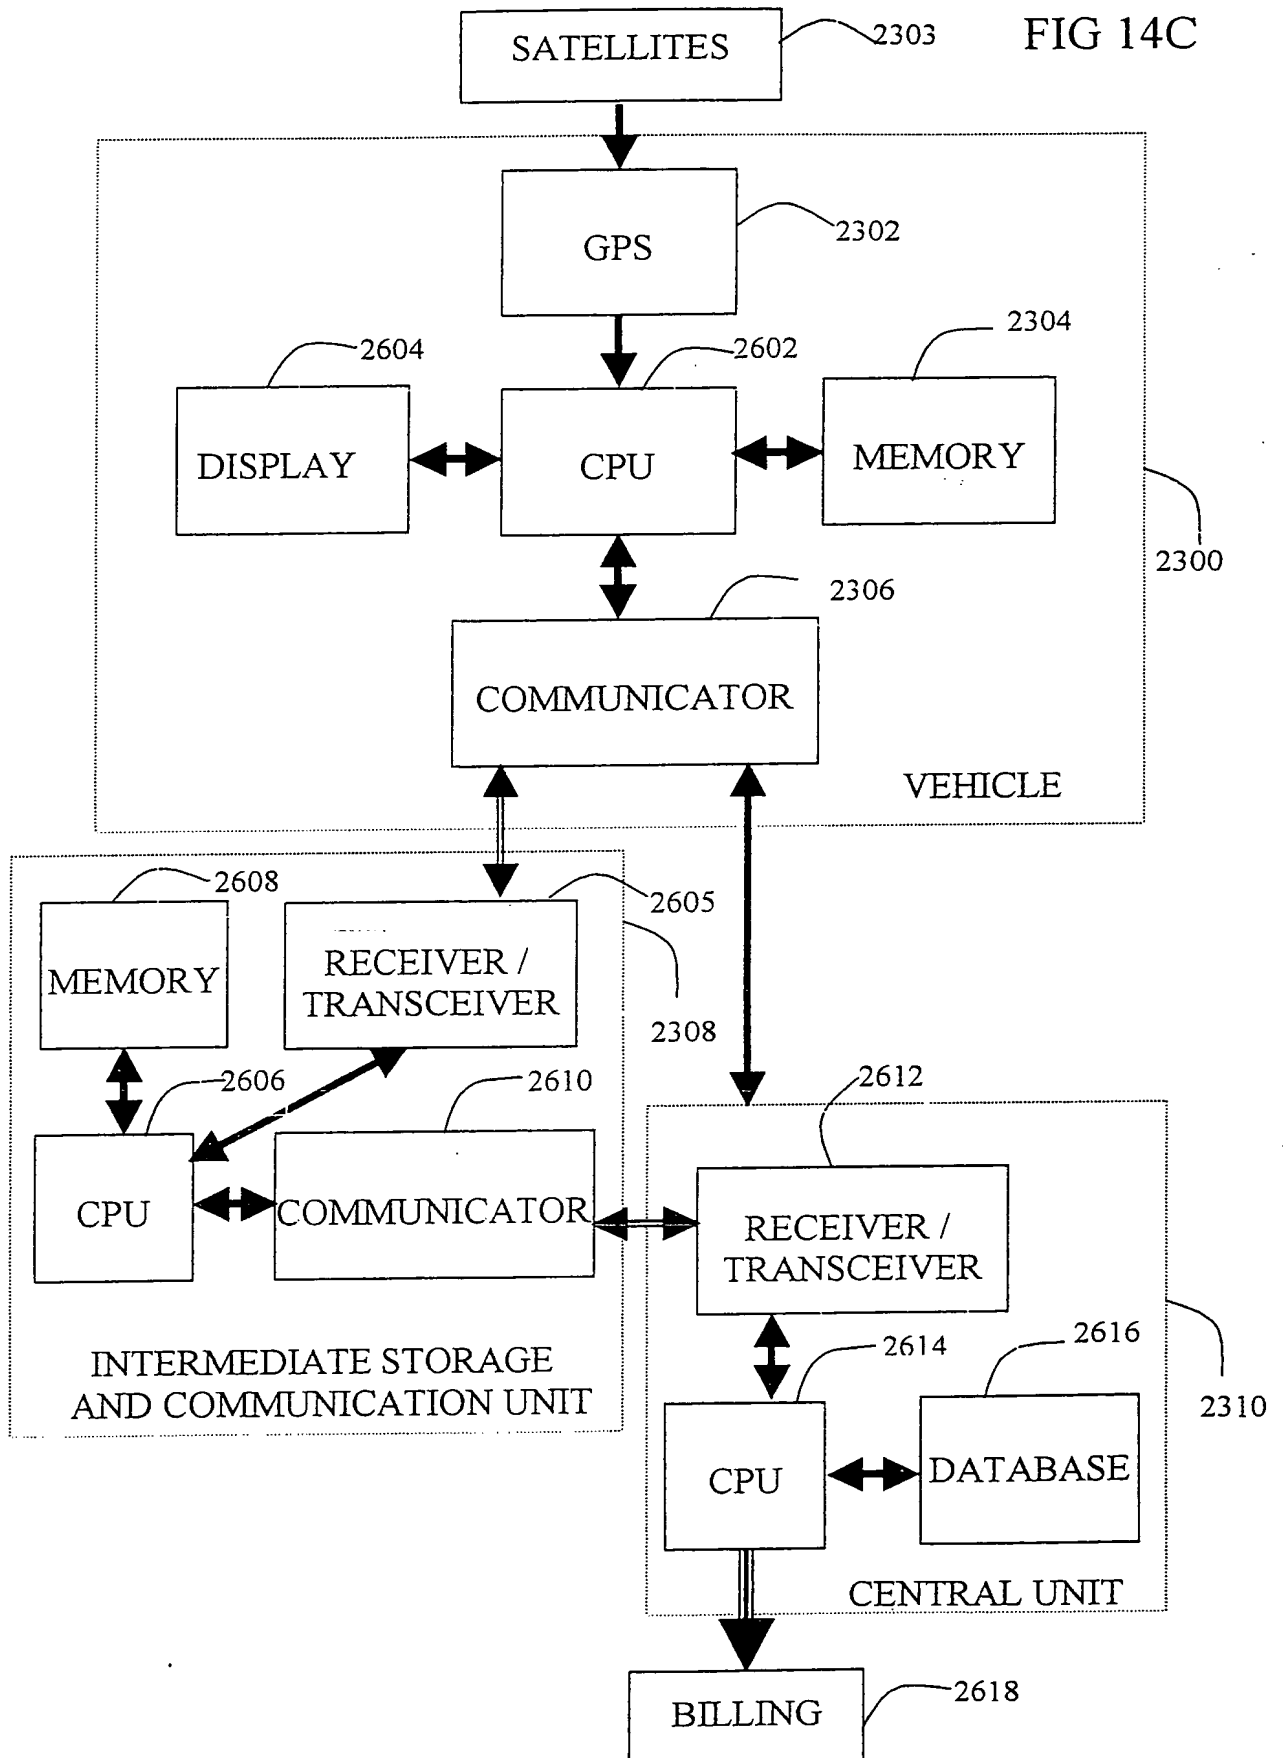 SATELLITES
2303
FIG 14C
GPS
2302
2604
2602
2304
DISPLAY
CPU
MEMORY
2300
2306
COMMUNICATOR
VEHICLE
2608
2605
MEMORY
RECEIVER /
TRANSCEIVER
2308
2606
2610
2612
CPU
COMMUNICATOR
RECEIVER /
TRANSCEIVER
INTERMEDIATE STORAGE
AND COMMUNICATION UNIT
2614
2616
2310
CPU
DATABASE
CENTRAL UNIT
BILLING
2618